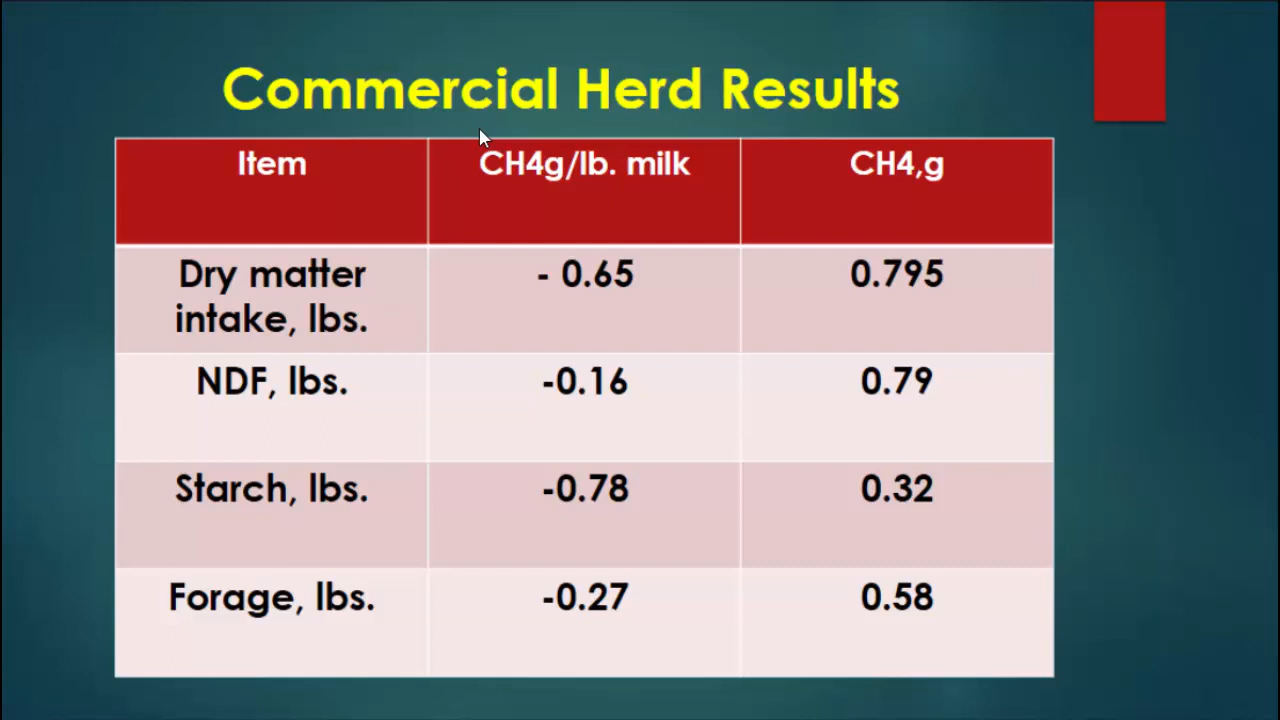 Commercial Herd Results
Item CH4g/lb. milk CH4,g
Dry matter
intake, lbs. - 0.65 0.795
NDF, lbs. -0.16 0.79
Starch, lbs. -0.78 0.32
Forage, lbs. -0.27 0.58